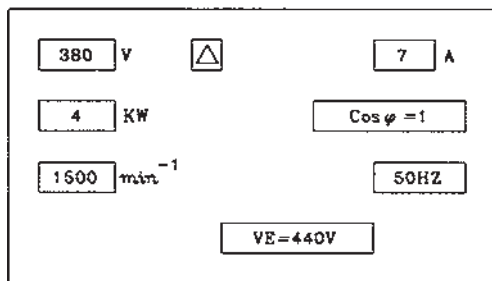 380 V △ 7 A
4 KW Cos φ =1
1500 min⁻¹ 50HZ
VE=440V